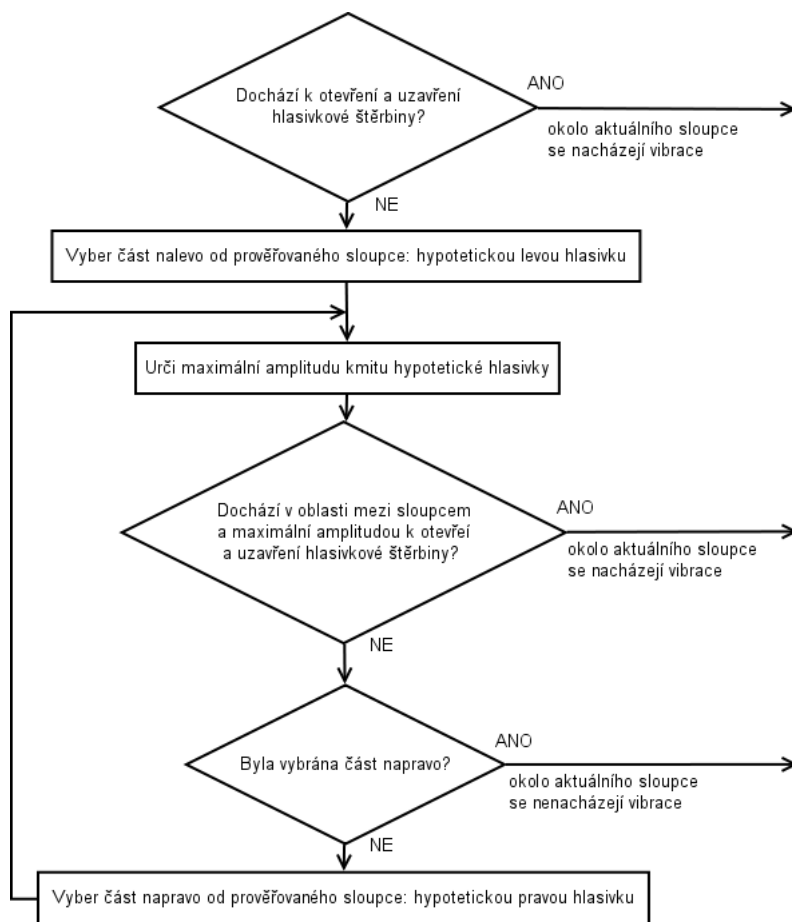 Dochází k otevření a uzavření
hlasivkové štěrbiny?
ANO
okolo aktuálního sloupce
se nacházejí vibrace
NE
Vyber část nalevo od prověřovaného sloupce: hypotetickou levou hlasivku
Urči maximální amplitudu kmitu hypotetické hlasivky
Dochází v oblasti mezi sloupcem
a maximální amplitudou k otevřeí
a uzavření hlasivkové štěrbiny?
ANO
okolo aktuálního sloupce
se nacházejí vibrace
NE
Byla vybrána část napravo?
ANO
okolo aktuálního sloupce
se nenacházejí vibrace
NE
Vyber část napravo od prověřovaného sloupce: hypotetickou pravou hlasivku